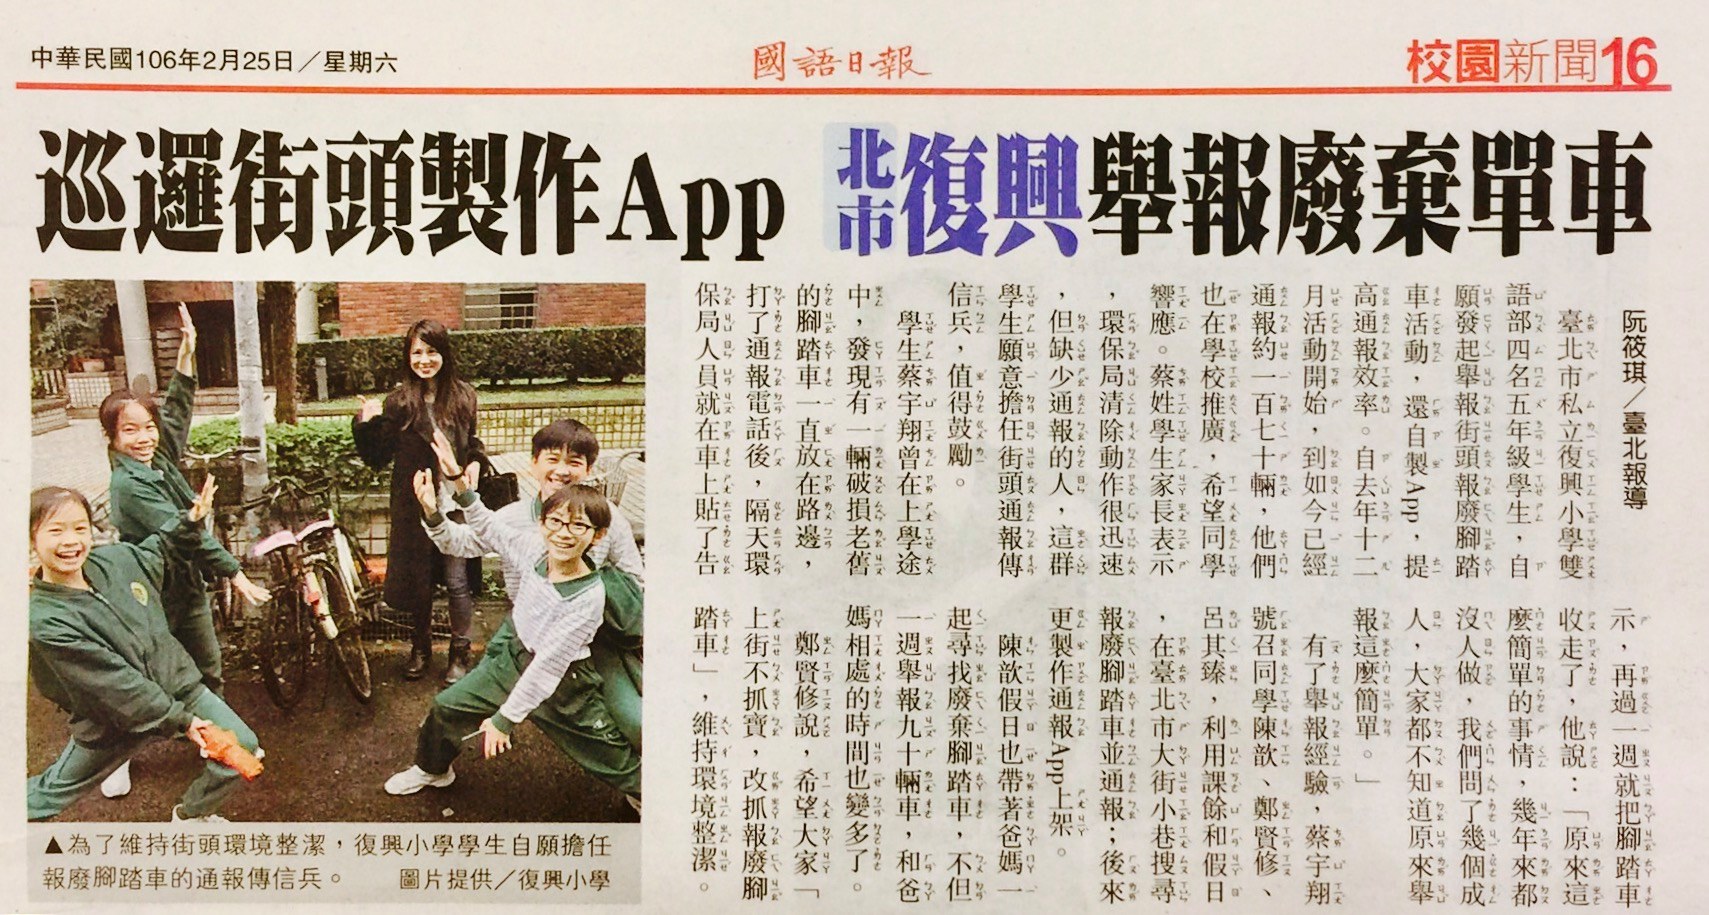 中華民國106年2月25日／星期六
國語日報
校園新聞16
巡邏街頭製作App 北市復興舉報廢棄單車
阮筱琪／臺北報導
臺北市私立復興小學雙
語部四名五年級學生，自
願發起舉報街頭報廢腳踏
車活動，還自製App，提
高通報效率。自去年十二
月活動開始，到如今已經
通報約一百七十輛，他們
也在學校推廣，希望同學
響應。蔡姓學生家長表示
，環保局清除動作很迅速
，但缺少通報的人，這群
學生願意擔任街頭通報傳
信兵，值得鼓勵。
學生蔡宇翔曾在上學途
中，發現有一輛破損老舊
的腳踏車一直放在路邊，
打了通報電話後，隔天環
保局人員就在車上貼了告
示，再過一週就把腳踏車
收走了，他說：「原來這
麼簡單的事情，幾年來都
沒人做，我們問了幾個成
人，大家都不知道原來舉
報這麼簡單。」
有了舉報經驗，蔡宇翔
號召同學陳歆、鄭賢修、
呂其臻，利用課餘和假日
，在臺北市大街小巷搜尋
報廢腳踏車並通報；後來
更製作通報App上架。
陳歆假日也帶著爸媽一
起尋找廢棄腳踏車，不但
一週舉報九十輛車，和爸
媽相處的時間也變多了。
鄭賢修說，希望大家「
上街不抓寶，改抓報廢腳
踏車」，維持環境整潔。
▲為了維持街頭環境整潔，復興小學學生自願擔任
報廢腳踏車的通報傳信兵。 圖片提供／復興小學